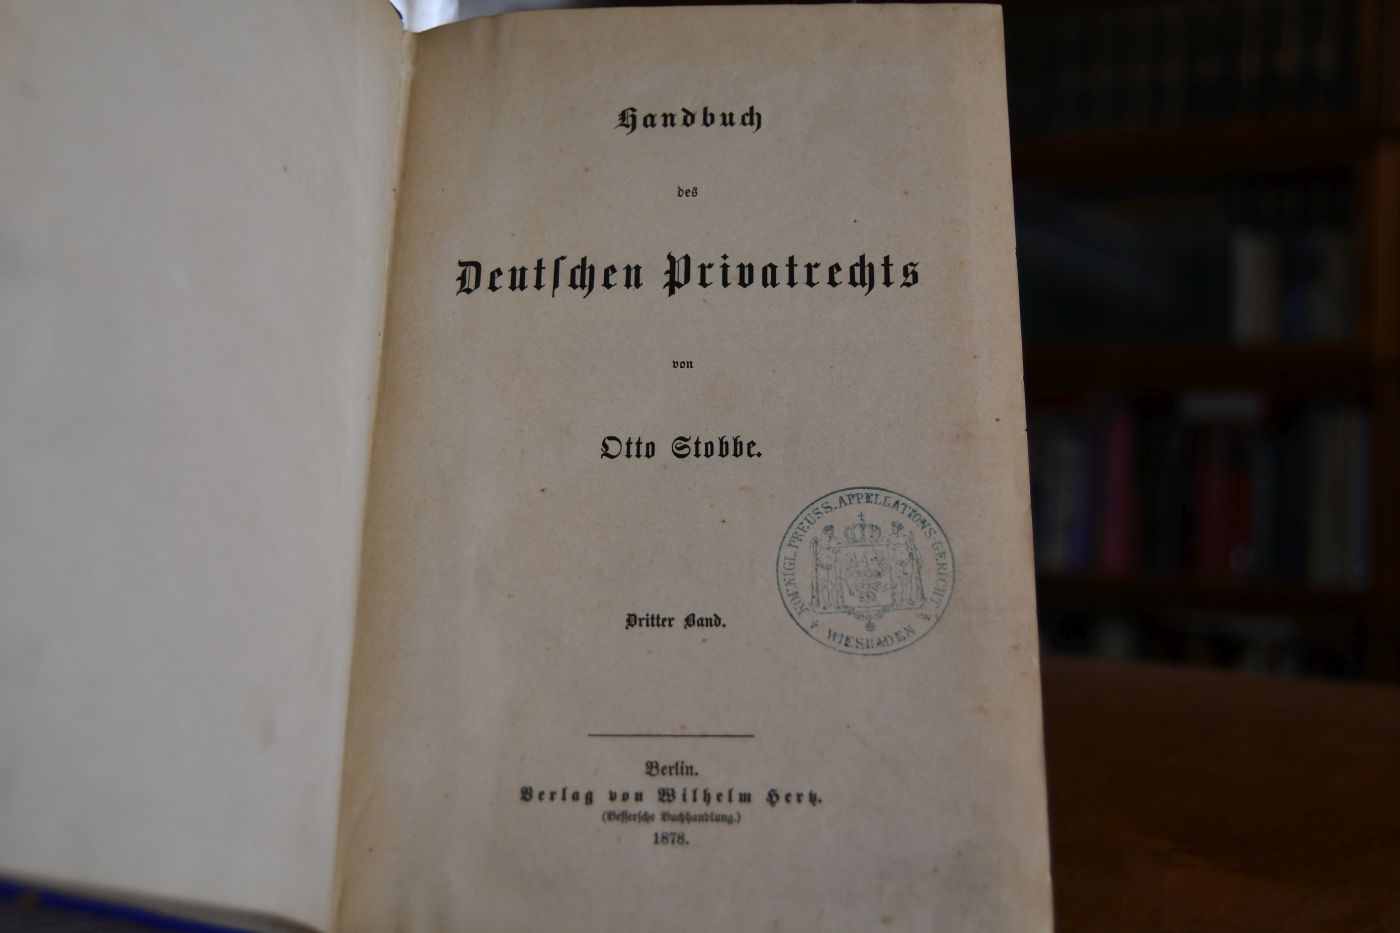 Handbuch
des
Deutſchen Privatrechts
von
Otto Stobbe.
KOENIGL. PREUSS. APPELLATIONS-GERICHT
* WIESBADEN *
Dritter Band.
Berlin.
Verlag von Wilhelm Hertz.
(Beſſerſche Buchhandlung.)
1878.